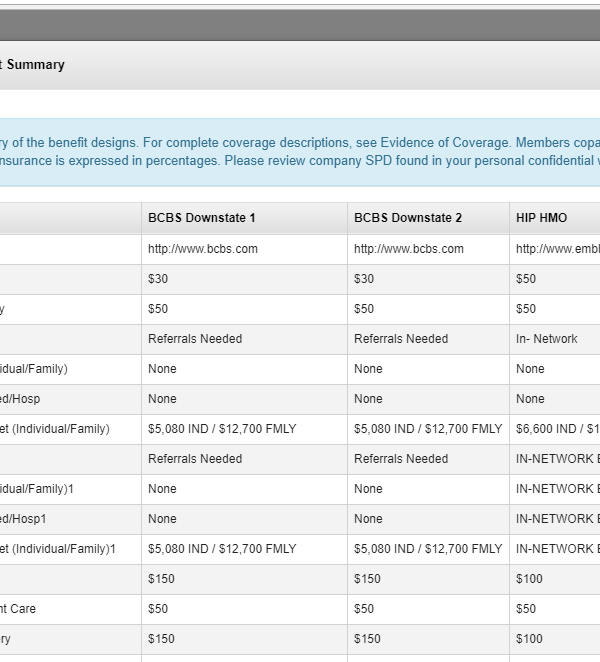 t Summary
ry of the benefit designs. For complete coverage descriptions, see Evidence of Coverage. Members copa
nsurance is expressed in percentages. Please review company SPD found in your personal confidential w
BCBS Downstate 1 BCBS Downstate 2 HIP HMO
http://www.bcbs.com http://www.bcbs.com http://www.embl
$30 $30 $50
y $50 $50 $50
Referrals Needed Referrals Needed In- Network
idual/Family) None None None
ed/Hosp None None None
et (Individual/Family) $5,080 IND / $12,700 FMLY $5,080 IND / $12,700 FMLY $6,600 IND / $1
Referrals Needed Referrals Needed IN-NETWORK E
idual/Family)1 None None IN-NETWORK E
ed/Hosp1 None None IN-NETWORK E
et (Individual/Family)1 $5,080 IND / $12,700 FMLY $5,080 IND / $12,700 FMLY IN-NETWORK E
$150 $150 $100
nt Care $50 $50 $50
ry $150 $150 $100